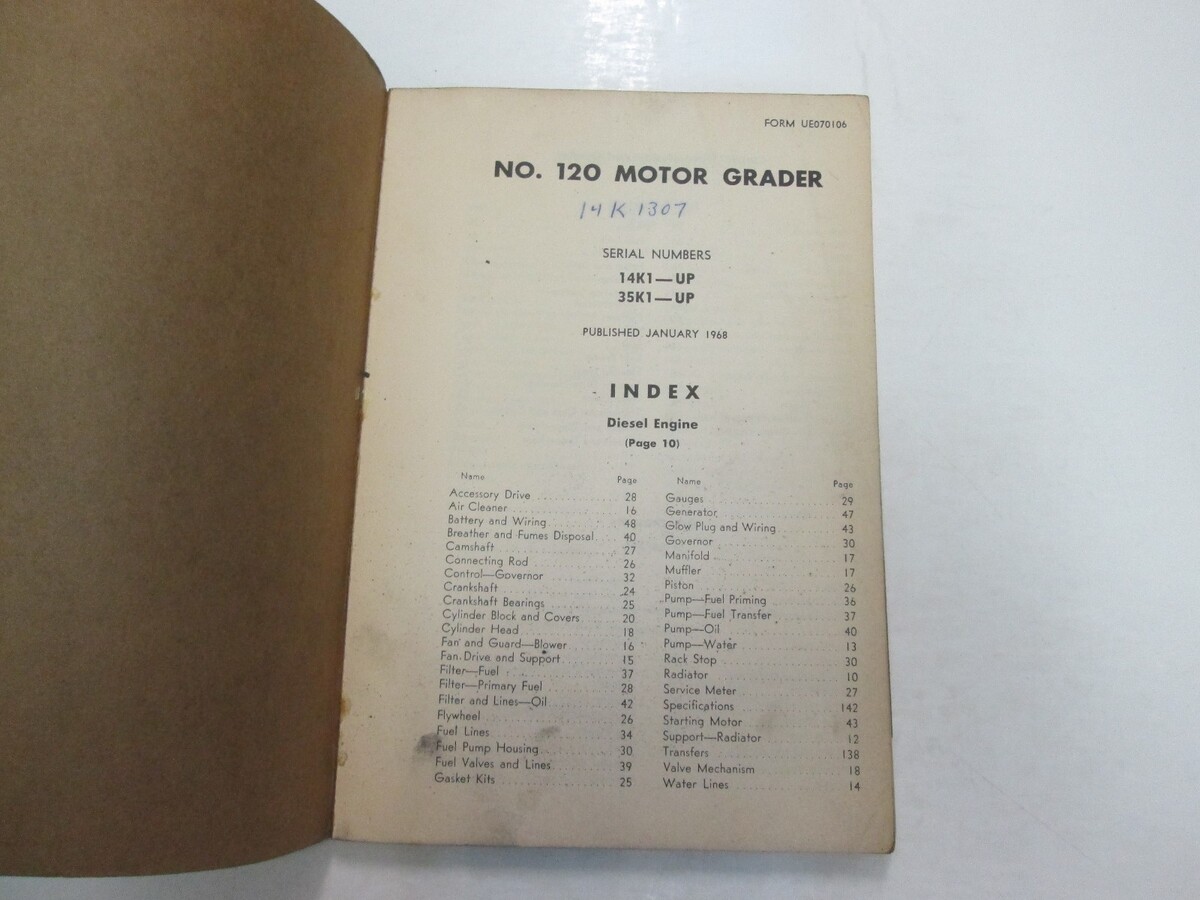 FORM UE070106
NO. 120 MOTOR GRADER
14K 1307
SERIAL NUMBERS
14K1—UP
35K1—UP
PUBLISHED JANUARY 1968
INDEX
Diesel Engine
(Page 10)
Name Page
Accessory Drive 28
Air Cleaner 16
Battery and Wiring 48
Breather and Fumes Disposal 40
Camshaft 27
Connecting Rod 26
Control—Governor 32
Crankshaft 24
Crankshaft Bearings 25
Cylinder Block and Covers 20
Cylinder Head 18
Fan and Guard—Blower 16
Fan Drive and Support 15
Filter—Fuel 37
Filter—Primary Fuel 28
Filter and Lines—Oil 42
Flywheel 26
Fuel Lines 34
Fuel Pump Housing 30
Fuel Valves and Lines 39
Gasket Kits 25
Name Page
Gauges 29
Generator 47
Glow Plug and Wiring 43
Governor 30
Manifold 17
Muffler 17
Piston 26
Pump—Fuel Priming 36
Pump—Fuel Transfer 37
Pump—Oil 40
Pump—Water 13
Rack Stop 30
Radiator 10
Service Meter 27
Specifications 142
Starting Motor 43
Support—Radiator 12
Transfers 138
Valve Mechanism 18
Water Lines 14